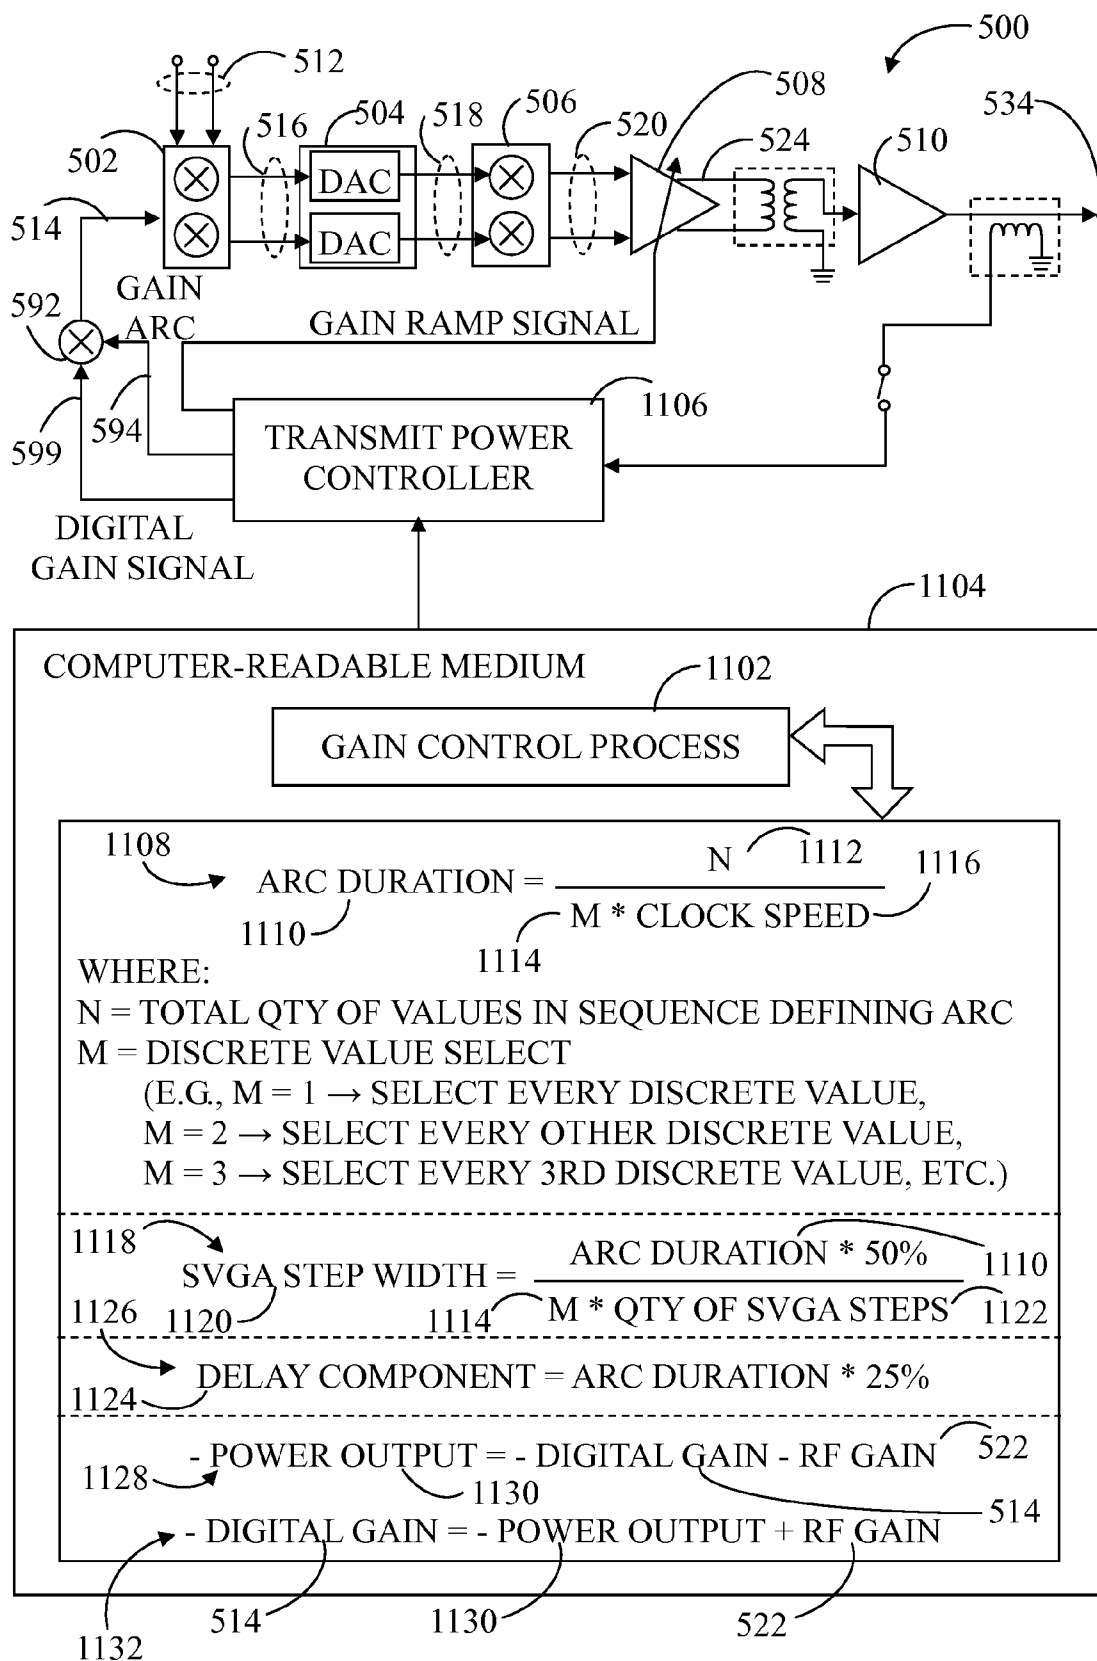 500
512
508
534
504
506
516
518
520
524
510
502
DAC
DAC
514
GAIN
ARC
592
GAIN RAMP SIGNAL
1106
594
599
TRANSMIT POWER
CONTROLLER
DIGITAL
GAIN SIGNAL
1104
COMPUTER-READABLE MEDIUM
1102
GAIN CONTROL PROCESS
1108
N
1112
1116
ARC DURATION =
M * CLOCK SPEED
1110
1114
WHERE:
N = TOTAL QTY OF VALUES IN SEQUENCE DEFINING ARC
M = DISCRETE VALUE SELECT
(E.G., M = 1 → SELECT EVERY DISCRETE VALUE,
M = 2 → SELECT EVERY OTHER DISCRETE VALUE,
M = 3 → SELECT EVERY 3RD DISCRETE VALUE, ETC.)
1118
ARC DURATION * 50%
1110
SVGA STEP WIDTH =
M * QTY OF SVGA STEPS
1120
1114
1122
1126
DELAY COMPONENT = ARC DURATION * 25%
1124
- POWER OUTPUT = - DIGITAL GAIN - RF GAIN
522
1128
1130
514
- DIGITAL GAIN = - POWER OUTPUT + RF GAIN
514
1130
522
1132